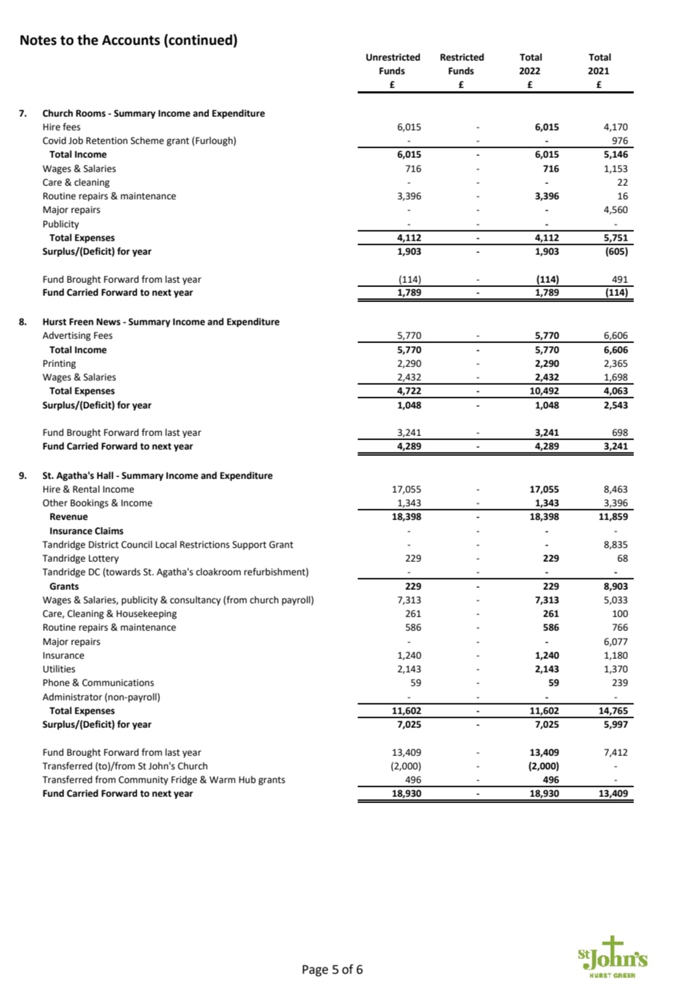 Notes to the Accounts (continued)
Unrestricted Restricted Total Total
Funds Funds 2022 2021
£ £ £ £
7. Church Rooms - Summary Income and Expenditure
Hire fees 6,015 - 6,015 4,170
Covid Job Retention Scheme grant (Furlough) - - - 976
Total Income 6,015 - 6,015 5,146
Wages & Salaries 716 - 716 1,153
Care & cleaning - - - 22
Routine repairs & maintenance 3,396 - 3,396 16
Major repairs - - - 4,560
Publicity - - - -
Total Expenses 4,112 - 4,112 5,751
Surplus/(Deficit) for year 1,903 - 1,903 (605)
Fund Brought Forward from last year (114) - (114) 491
Fund Carried Forward to next year 1,789 - 1,789 (114)
8. Hurst Freen News - Summary Income and Expenditure
Advertising Fees 5,770 - 5,770 6,606
Total Income 5,770 - 5,770 6,606
Printing 2,290 - 2,290 2,365
Wages & Salaries 2,432 - 2,432 1,698
Total Expenses 4,722 - 10,492 4,063
Surplus/(Deficit) for year 1,048 - 1,048 2,543
Fund Brought Forward from last year 3,241 - 3,241 698
Fund Carried Forward to next year 4,289 - 4,289 3,241
9. St. Agatha's Hall - Summary Income and Expenditure
Hire & Rental Income 17,055 - 17,055 8,463
Other Bookings & Income 1,343 - 1,343 3,396
Revenue 18,398 - 18,398 11,859
Insurance Claims - - - -
Tandridge District Council Local Restrictions Support Grant - - - 8,835
Tandridge Lottery 229 - 229 68
Tandridge DC (towards St. Agatha's cloakroom refurbishment) - - - -
Grants 229 - 229 8,903
Wages & Salaries, publicity & consultancy (from church payroll) 7,313 - 7,313 5,033
Care, Cleaning & Housekeeping 261 - 261 100
Routine repairs & maintenance 586 - 586 766
Major repairs - - - 6,077
Insurance 1,240 - 1,240 1,180
Utilities 2,143 - 2,143 1,370
Phone & Communications 59 - 59 239
Administrator (non-payroll) - - - -
Total Expenses 11,602 - 11,602 14,765
Surplus/(Deficit) for year 7,025 - 7,025 5,997
Fund Brought Forward from last year 13,409 - 13,409 7,412
Transferred (to)/from St John's Church (2,000) - (2,000) -
Transferred from Community Fridge & Warm Hub grants 496 - 496 -
Fund Carried Forward to next year 18,930 - 18,930 13,409
Page 5 of 6
St John's
HURST GREEN